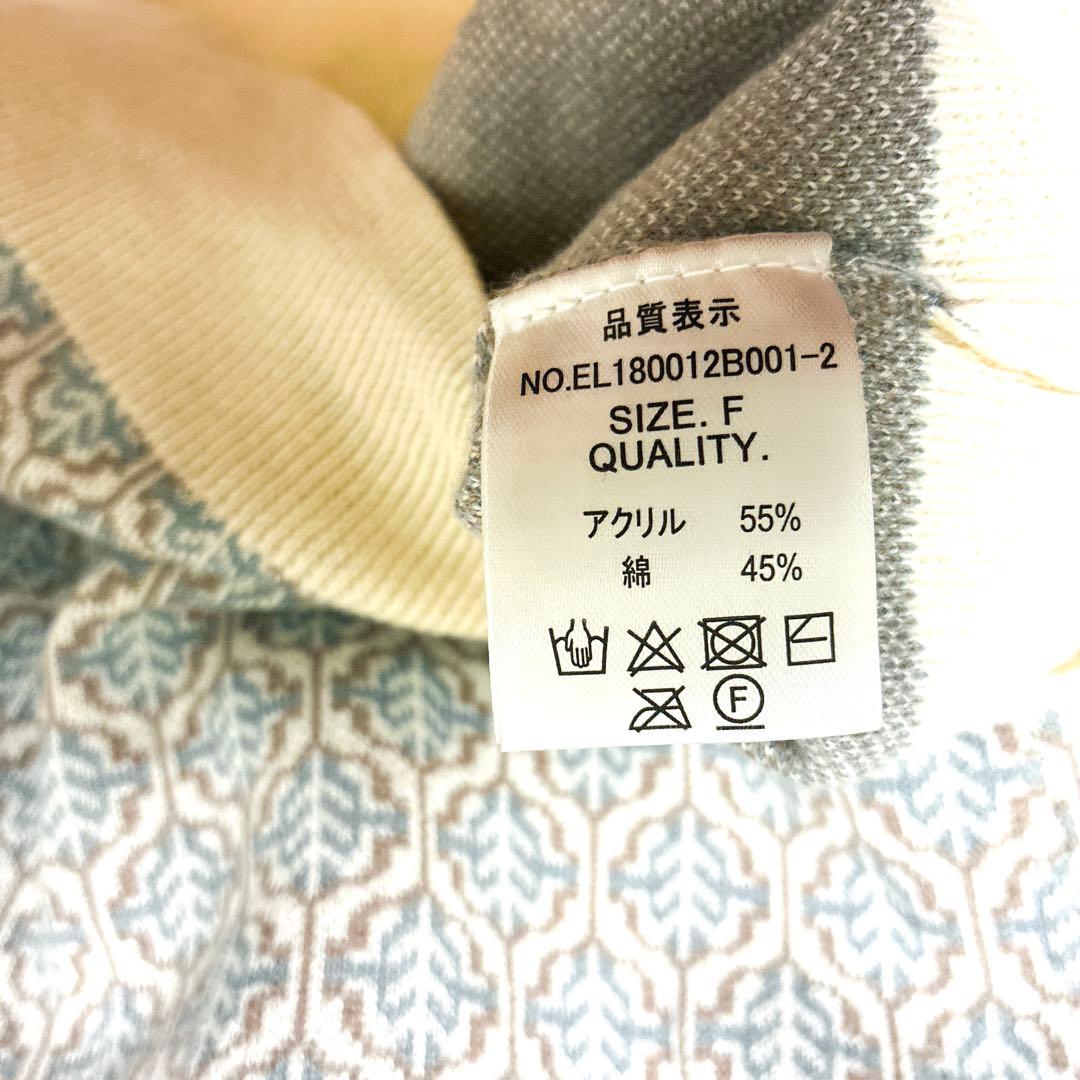 品質表示
NO.EL180012B001-2
SIZE. F
QUALITY.
アクリル 55%
綿 45%
F